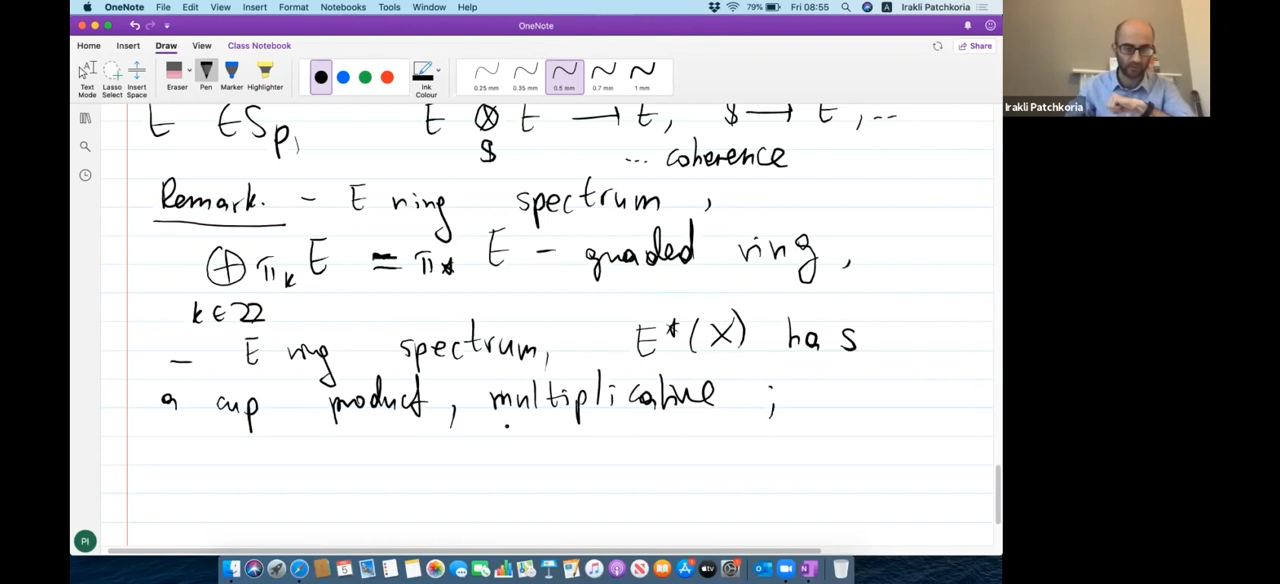 OneNote File Edit View Insert Format Notebooks Tools Window Help 79% Fri 08:55 Irakli Patchkoria
OneNote
Home Insert Draw View Class Notebook Share
Text Mode Lasso Select Insert Space Eraser Pen Marker Highlighter Ink Colour 0.25 mm 0.35 mm 0.5 mm 0.7 mm 1 mm
Irakli Patchkoria
E ∈ Sp, E ⊗ E → E, $ → E, ...
$ ... coherence
Remark. - E ring spectrum,
⊕ π_k E = π_* E - graded ring,
k ∈ ℤ
- E ring spectrum, E*(X) has
a cup product, multiplicative ;
PI